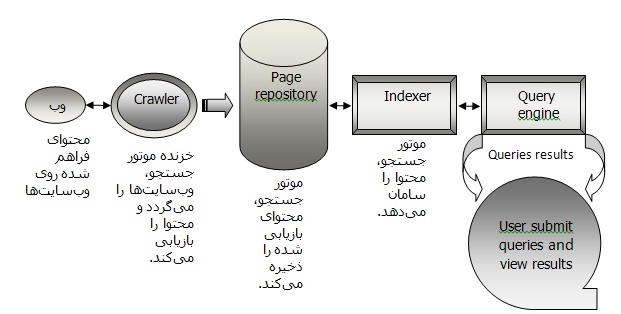 وب
محتوای
فراهم
شده روی
وب‌سایت‌ها
Crawler
خزنده موتور
جستجو،
وب‌سایت‌ها را
می‌گردد و
محتوا را
بازیابی
می‌کند.
Page
repository
موتور
جستجو،
محتوای
بازیابی
شده را
ذخیره
می‌کند.
Indexer
موتور
جستجو،
محتوا را
سامان
می‌دهد.
Query
engine
Queries results
User submit
queries and
view results